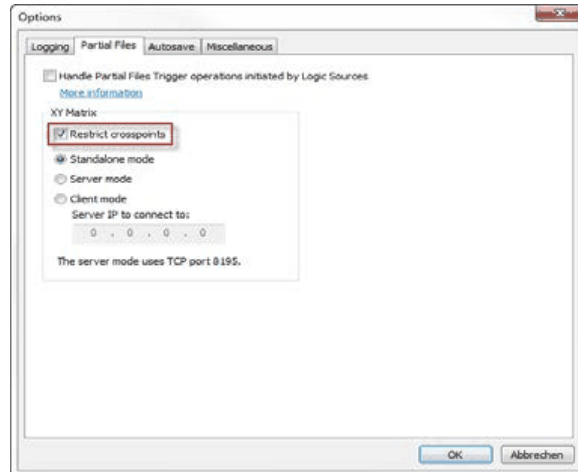 Options
Logging Partial Files Autosave Miscellaneous
Handle Partial Files Trigger operations initiated by Logic Sources
More information
XY Matrix
Restrict crosspoints
Standalone mode
Server mode
Client mode
Server IP to connect to:
0 . 0 . 0 . 0
The server mode uses TCP port 8195.
OK Abbrechen